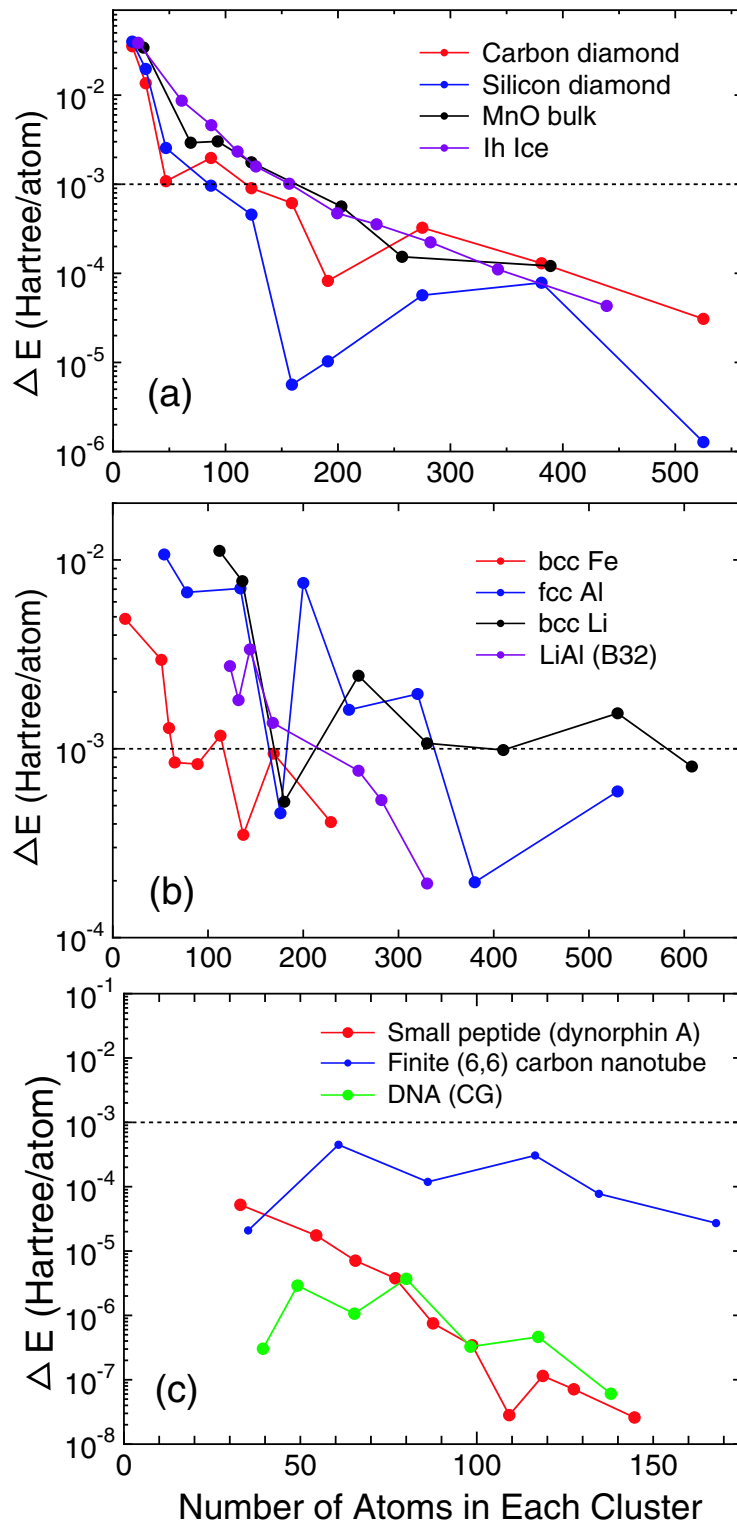 Carbon diamond
Silicon diamond
MnO bulk
Ih Ice
10-2
10-3
10-4
10-5
10-6
Δ E (Hartree/atom)
(a)
0 100 200 300 400 500
bcc Fe
fcc Al
bcc Li
LiAl (B32)
10-2
10-3
10-4
ΔE (Hartree/atom)
(b)
0 100 200 300 400 500 600
Small peptide (dynorphin A)
Finite (6,6) carbon nanotube
DNA (CG)
10-1
10-2
10-3
10-4
10-5
10-6
10-7
10-8
Δ E (Hartree/atom)
(c)
0 50 100 150
Number of Atoms in Each Cluster